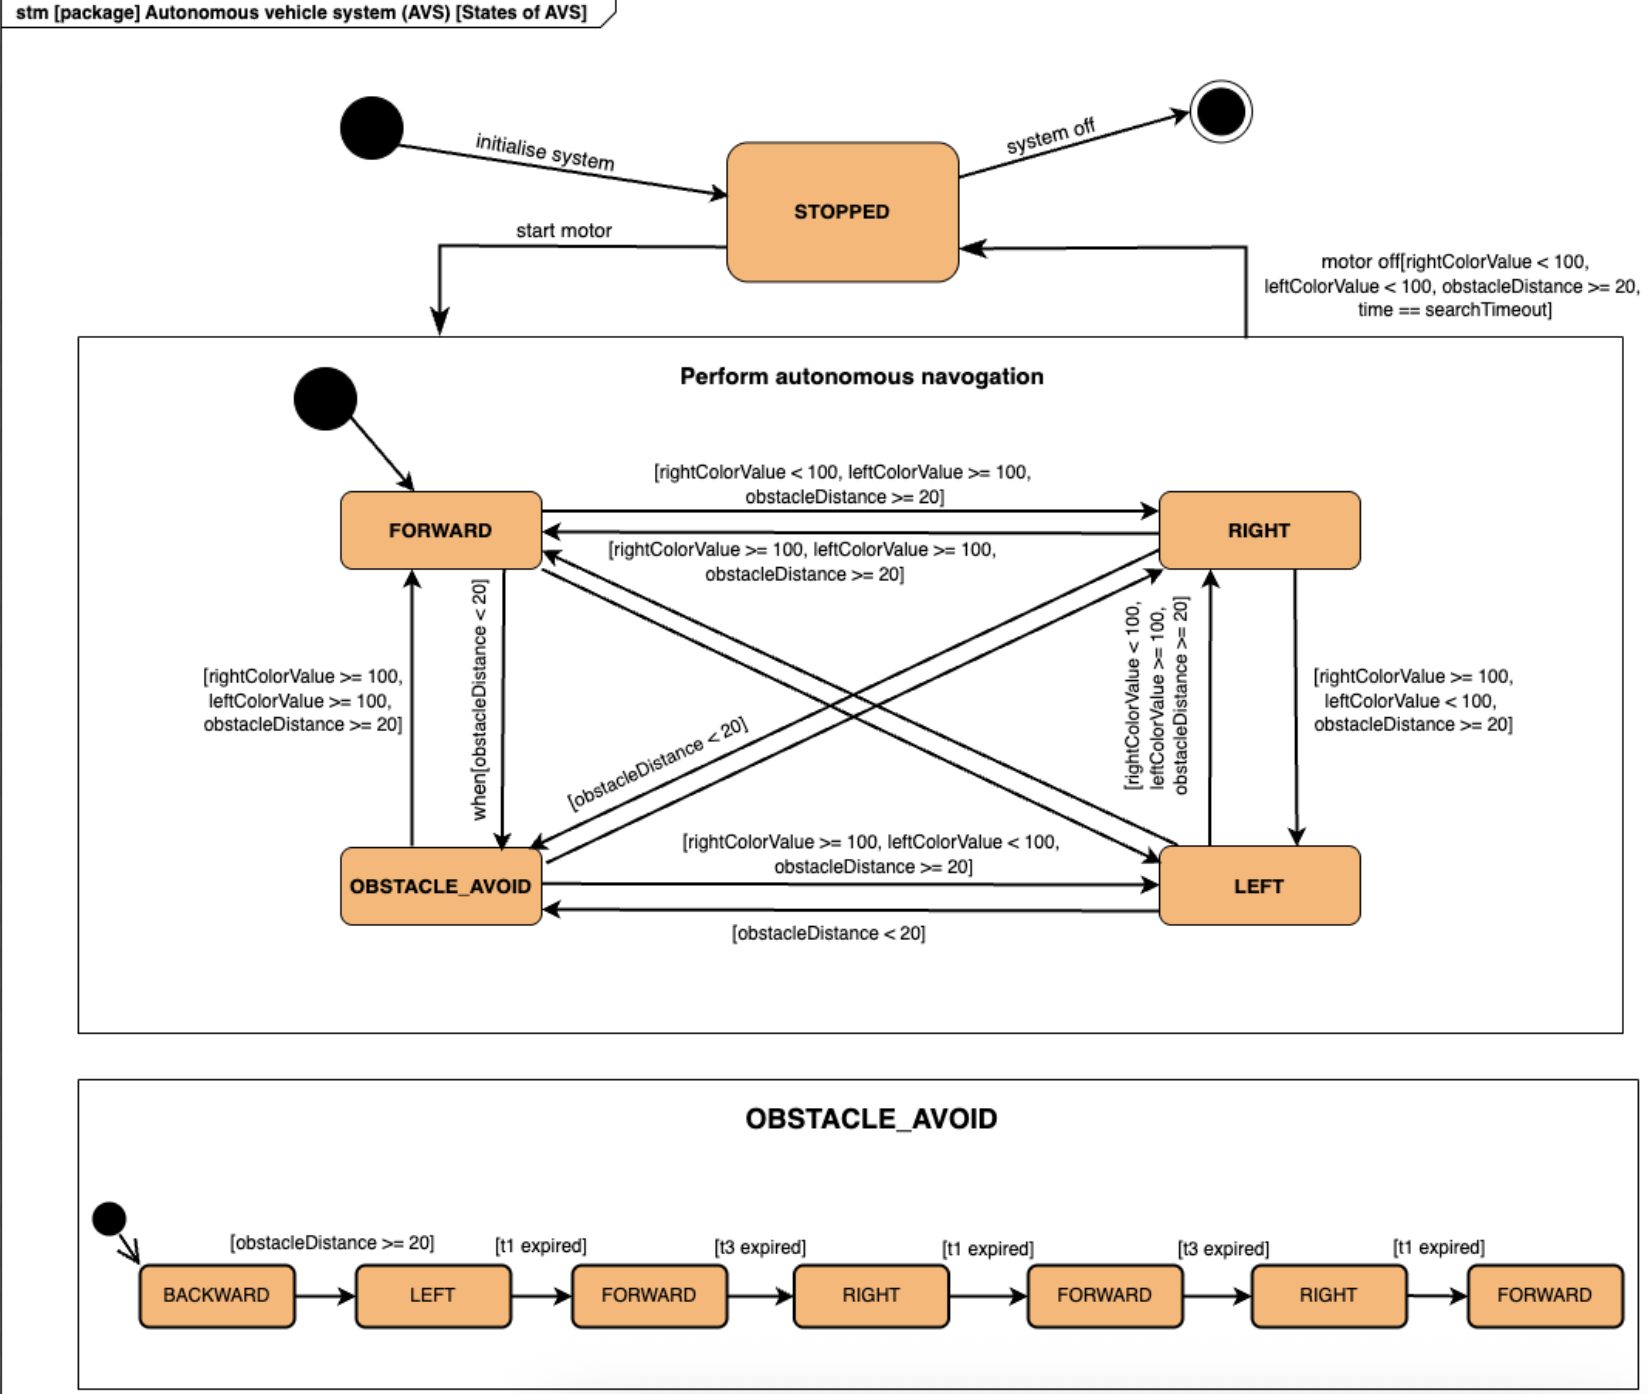 stm [package] Autonomous vehicle system (AVS) [States of AVS]
initialise system
system off
STOPPED
start motor
motor off[rightColorValue < 100,
leftColorValue < 100, obstacleDistance >= 20,
time == searchTimeout]
Perform autonomous navogation
[rightColorValue < 100, leftColorValue >= 100,
obstacleDistance >= 20]
FORWARD
RIGHT
[rightColorValue >= 100, leftColorValue >= 100,
obstacleDistance >= 20]
[rightColorValue >= 100,
leftColorValue >= 100,
obstacleDistance >= 20]
when[obstacleDistance < 20]
[obstacleDistance < 20]
[rightColorValue < 100,
leftColorValue >= 100,
obstacleDistance >= 20]
[rightColorValue >= 100,
leftColorValue < 100,
obstacleDistance >= 20]
[rightColorValue >= 100, leftColorValue < 100,
obstacleDistance >= 20]
OBSTACLE_AVOID
LEFT
[obstacleDistance < 20]
OBSTACLE_AVOID
[obstacleDistance >= 20]
[t1 expired]
[t3 expired]
[t1 expired]
[t3 expired]
[t1 expired]
BACKWARD
LEFT
FORWARD
RIGHT
FORWARD
RIGHT
FORWARD